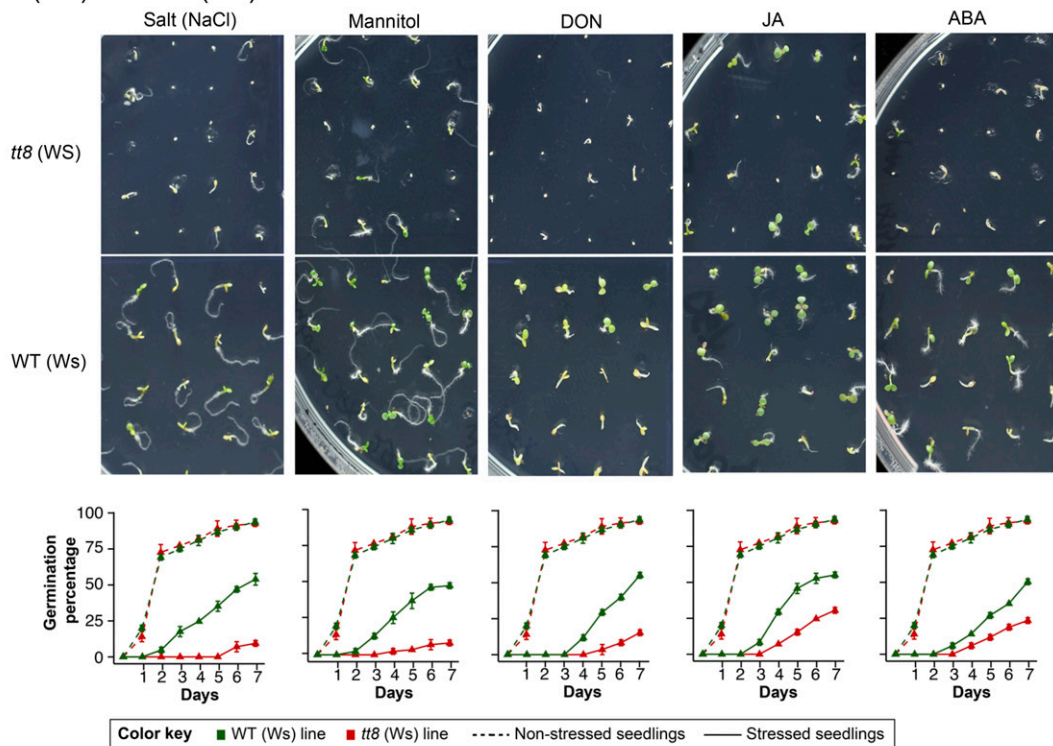 Salt (NaCl) Mannitol DON JA ABA
tt8 (WS)
WT (Ws)
Germination
percentage
100
75
50
25
0
1 2 3 4 5 6 7 1 2 3 4 5 6 7 1 2 3 4 5 6 7 1 2 3 4 5 6 7 1 2 3 4 5 6 7
Days Days Days Days Days
Color key WT (Ws) line tt8 (Ws) line Non-stressed seedlings Stressed seedlings